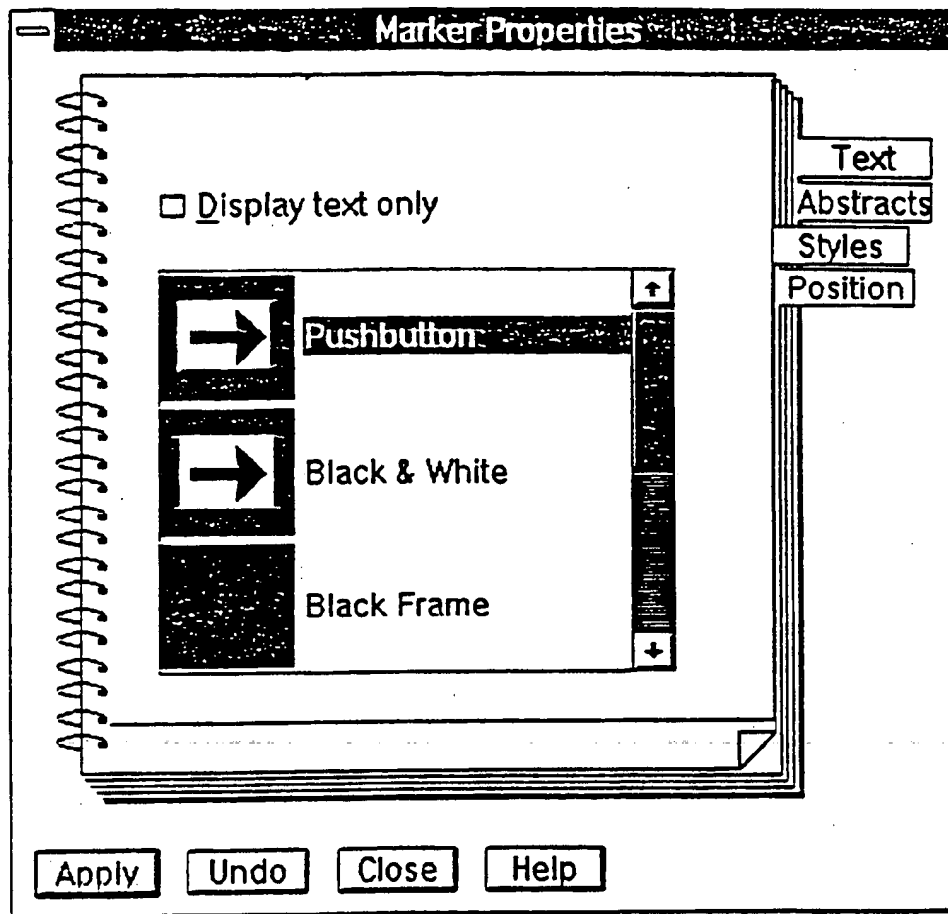 Marker Properties
Text
Abstracts
Styles
Position
Display text only
Pushbutton
Black & White
Black Frame
Apply Undo Close Help